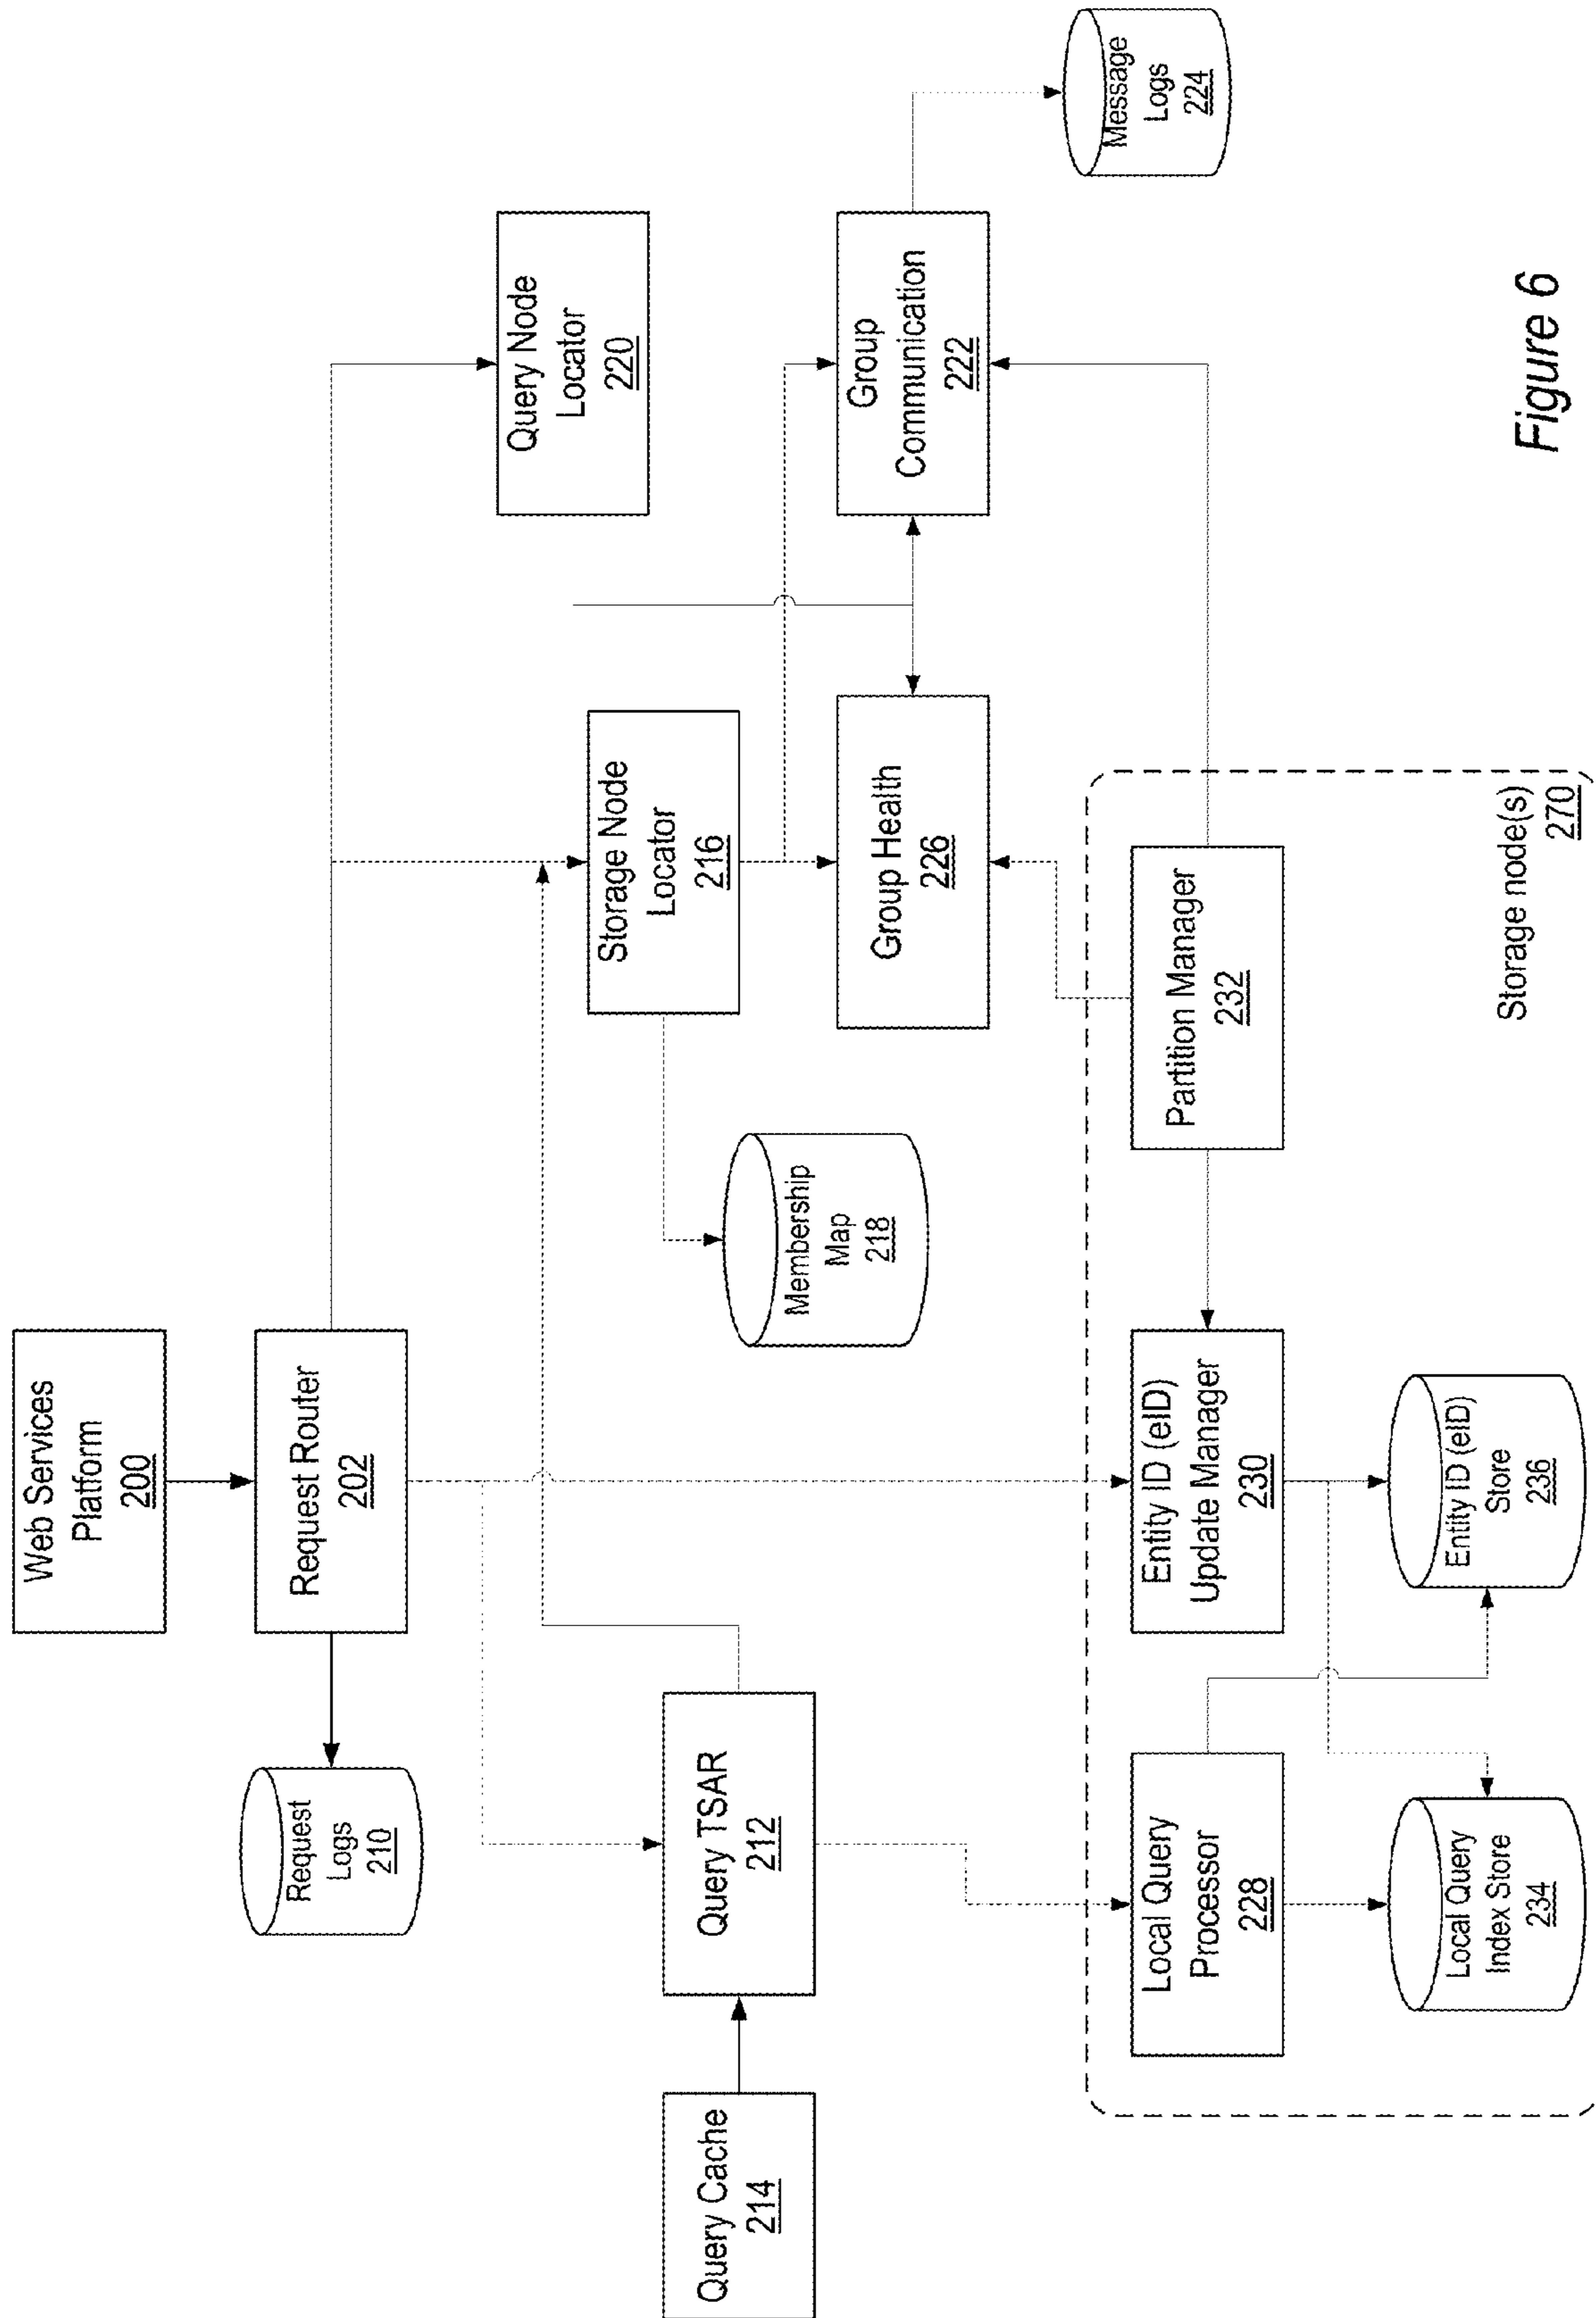 Web Services
Platform
200
Request
Logs
210
Request Router
202
Query Node
Locator
220
Query Cache
214
Query TSAR
212
Storage Node
Locator
216
Membership
Map
218
Group Health
226
Group
Communication
222
Message
Logs
224
Local Query
Processor
228
Entity ID (eID)
Update Manager
230
Partition Manager
232
Local Query
Index Store
234
Entity ID (eID)
Store
236
Storage node(s)
270
Figure 6